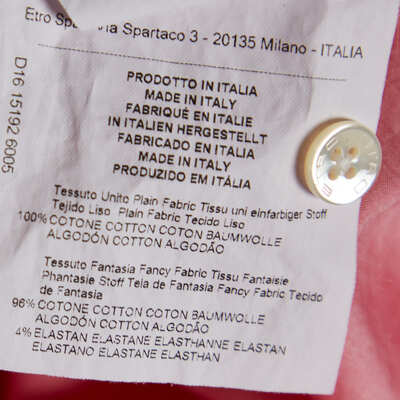 Etro Spa Via Spartaco 3 - 20135 Milano - ITALIA
D16 15192 6005
PRODOTTO IN ITALIA
MADE IN ITALY
FABRIQUÉ EN ITALIE
IN ITALIEN HERGESTELLT
FABRICADO EN ITALIA
MADE IN ITALY
PRODUZIDO EM ITÁLIA
Tessuto Unito Plain Fabric Tissu uni einfarbiger Stoff
Tejido Liso Plain Fabric Tecido Liso
100% COTONE COTTON COTON BAUMWOLLE
ALGODÓN COTTON ALGODÃO
Tessuto Fantasia Fancy Fabric Tissu Fantaisie
Phantasie Stoff Tela de Fantasia Fancy Fabric Tecido
de Fantasia
96% COTONE COTTON COTON BAUMWOLLE
ALGODÓN COTTON ALGODÃO
4% ELASTAN ELASTANE ELASTHANNE ELASTAN
ELASTANO ELASTANE ELASTHAN